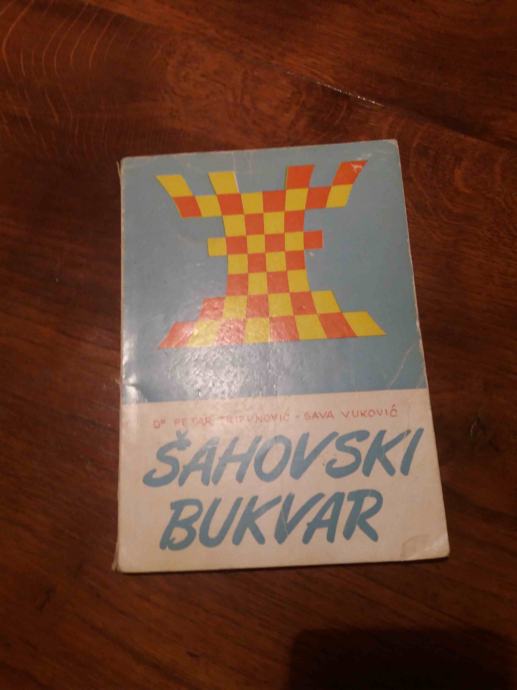 Dr PETAR TRIFUNOVIĆ - SAVA VUKOVIĆ
ŠAHOVSKI
BUKVAR